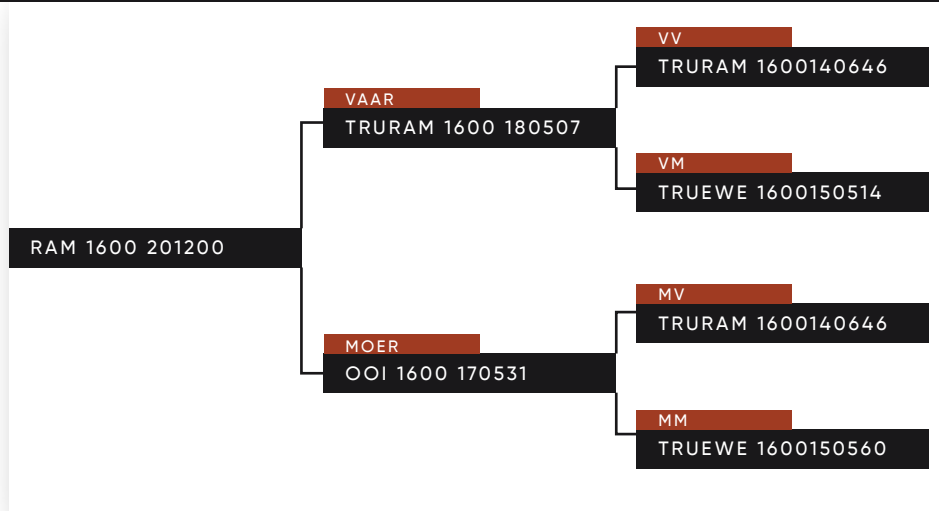 RAM 1600 201200
VAAR
TRURAM 1600 180507
MOER
OOI 1600 170531
VV
TRURAM 1600140646
VM
TRUEWE 1600150514
MV
TRURAM 1600140646
MM
TRUEWE 1600150560